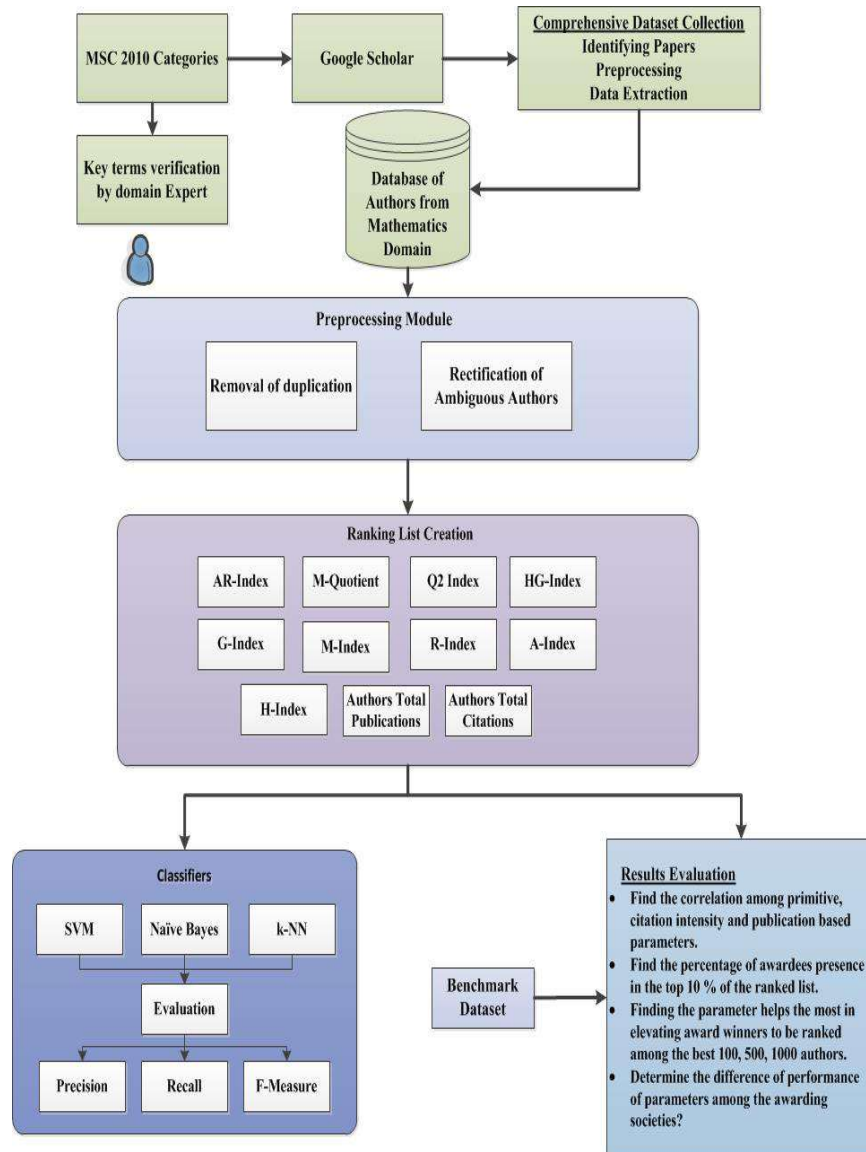 MSC 2010 Categories
Google Scholar
Comprehensive Dataset Collection
Identifying Papers
Preprocessing
Data Extraction
Key terms verification
by domain Expert
Database of
Authors from
Mathematics
Domain
Preprocessing Module
Removal of duplication
Rectification of
Ambiguous Authors
Ranking List Creation
AR-Index
M-Quotient
Q2 Index
HG-Index
G-Index
M-Index
R-Index
A-Index
H-Index
Authors Total
Publications
Authors Total
Citations
Classifiers
SVM
Naïve Bayes
k-NN
Evaluation
Precision
Recall
F-Measure
Benchmark
Dataset
Results Evaluation
• Find the correlation among primitive,
citation intensity and publication based
parameters.
• Find the percentage of awardees presence
in the top 10 % of the ranked list.
• Finding the parameter helps the most in
elevating award winners to be ranked
among the best 100, 500, 1000 authors.
• Determine the difference of performance
of parameters among the awarding
societies?